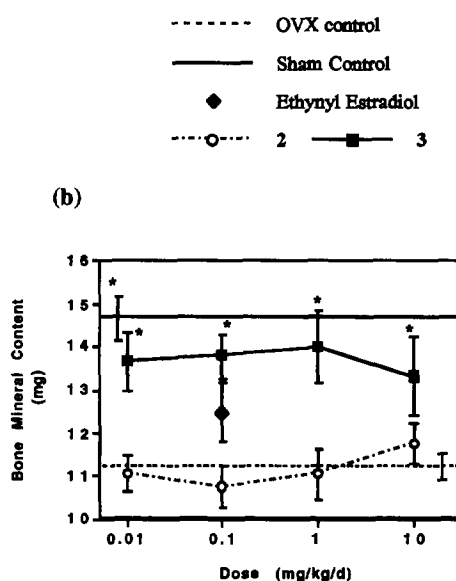 OVX control
Sham Control
Ethynyl Estradiol
2 3
(b)
Bone Mineral Content
(mg)
16
15
14
13
12
11
10
*
*
*
*
*
0.01 0.1 1 10
Dose (mg/kg/d)